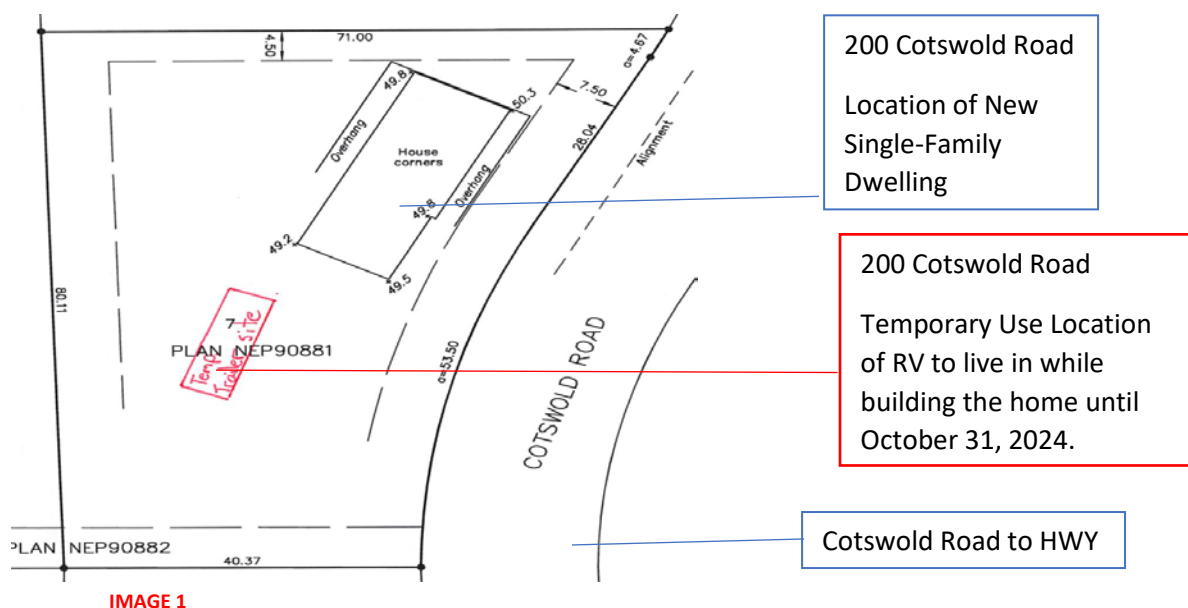 71.00
4.50
a=4.67
7.50
49.8
50.3
28.04
Alignment
Overhang
House
corners
Overhang
49.8
49.2
49.5
80.11
7
PLAN NEP90881
Temp
Trailer site
a=53.50
COTSWOLD ROAD
PLAN NEP90882
40.37
IMAGE 1
200 Cotswold Road
Location of New
Single-Family
Dwelling
200 Cotswold Road
Temporary Use Location
of RV to live in while
building the home until
October 31, 2024.
Cotswold Road to HWY